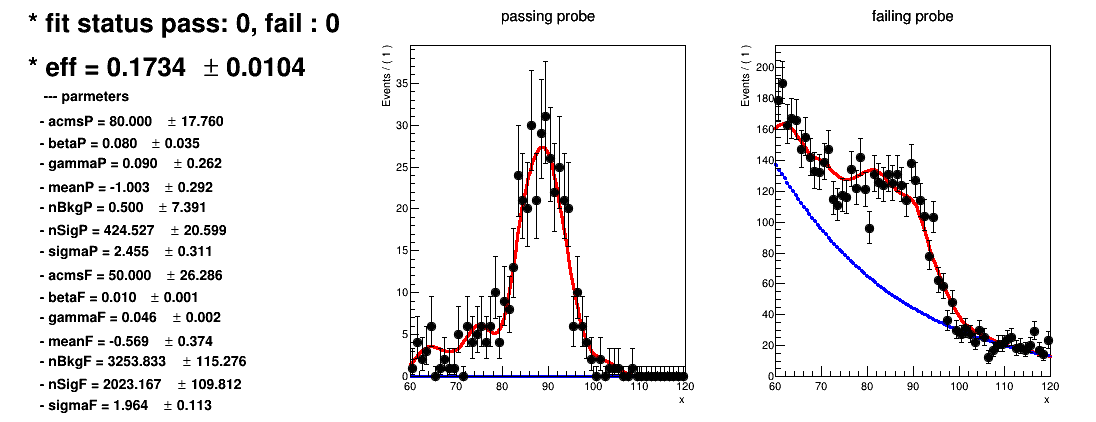 * fit status pass: 0, fail : 0
* eff = 0.1734 ± 0.0104
--- parmeters
- acmsP = 80.000 ± 17.760
- betaP = 0.080 ± 0.035
- gammaP = 0.090 ± 0.262
- meanP = -1.003 ± 0.292
- nBkgP = 0.500 ± 7.391
- nSigP = 424.527 ± 20.599
- sigmaP = 2.455 ± 0.311
- acmsF = 50.000 ± 26.286
- betaF = 0.010 ± 0.001
- gammaF = 0.046 ± 0.002
- meanF = -0.569 ± 0.374
- nBkgF = 3253.833 ± 115.276
- nSigF = 2023.167 ± 109.812
- sigmaF = 1.964 ± 0.113
passing probe
Events / ( 1 )
35
30
25
20
15
10
5
0
60 70 80 90 100 110 120
x
failing probe
Events / ( 1 )
200
180
160
140
120
100
80
60
40
20
0
60 70 80 90 100 110 120
x